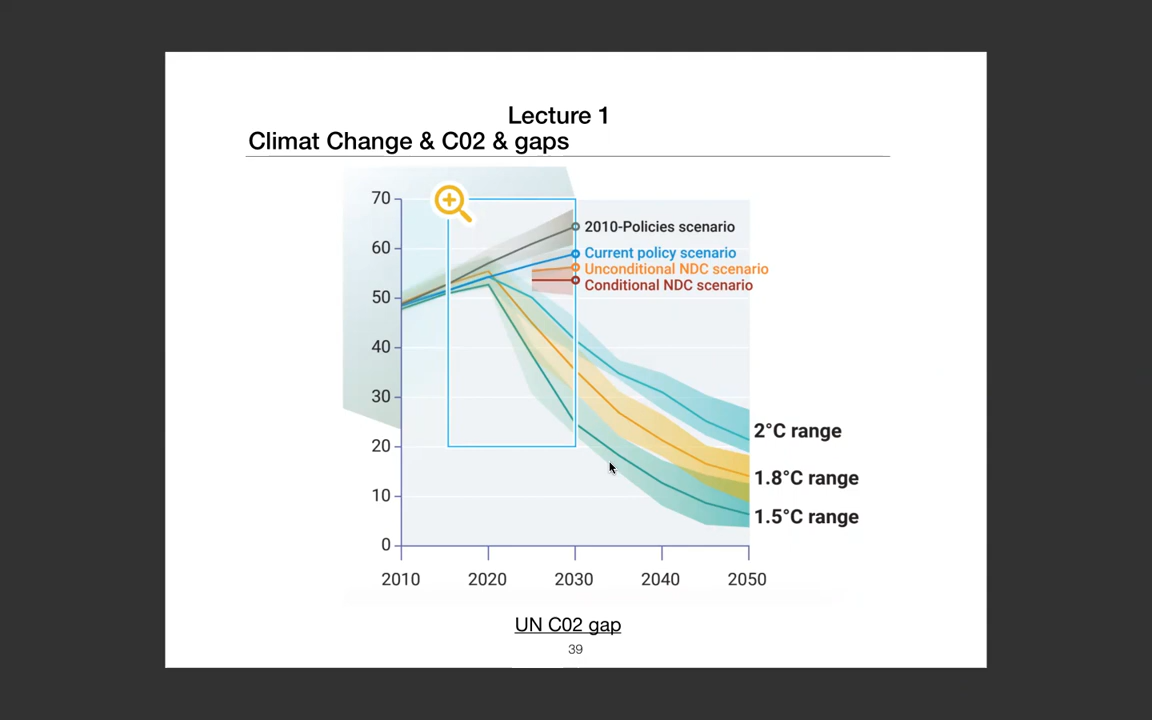 Lecture 1
Climat Change & C02 & gaps
70
60
50
40
30
20
10
0
2010-Policies scenario
Current policy scenario
Unconditional NDC scenario
Conditional NDC scenario
2°C range
1.8°C range
1.5°C range
2010 2020 2030 2040 2050
UN C02 gap
39